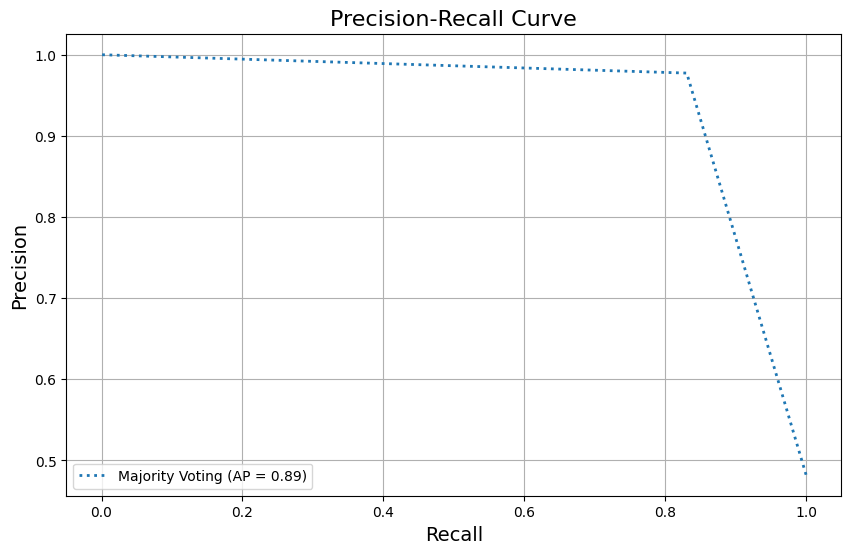 Precision-Recall Curve
1.0
0.9
0.8
0.7
0.6
0.5
Precision
Majority Voting (AP = 0.89)
0.0 0.2 0.4 0.6 0.8 1.0
Recall